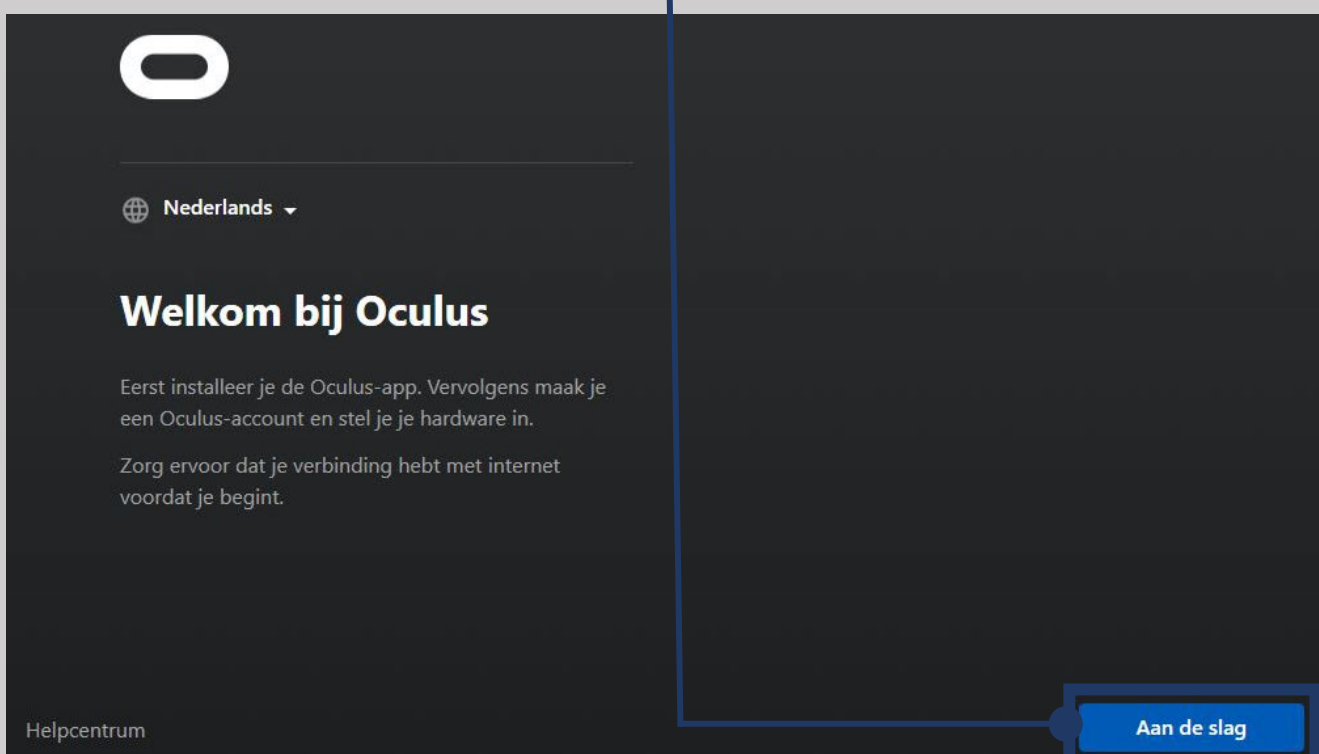 Nederlands
Welkom bij Oculus
Eerst installeer je de Oculus-app. Vervolgens maak je
een Oculus-account en stel je je hardware in.
Zorg ervoor dat je verbinding hebt met internet
voordat je begint.
Helpcentrum
Aan de slag